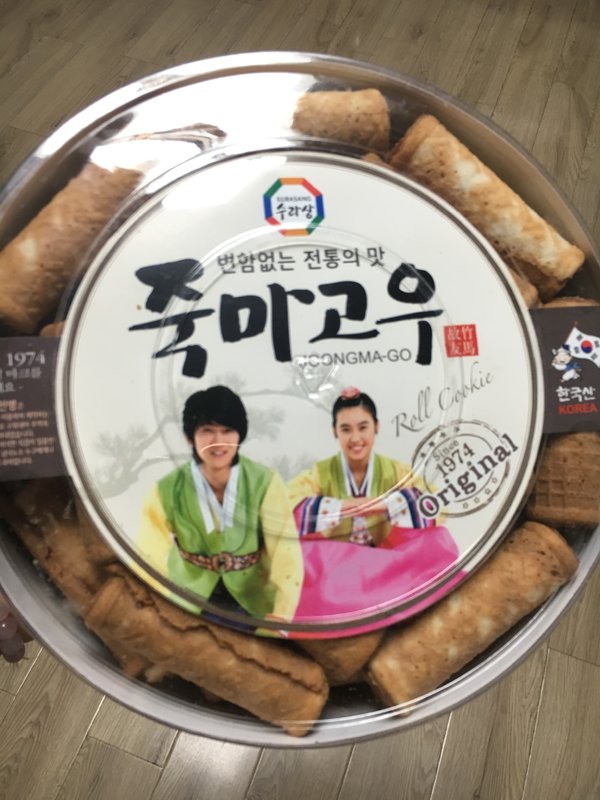 SURASANG
수라상
변함없는 전통의 맛
죽마고우
JOONGMA-GO
竹馬
故友
Roll Cookie
Since
1974
Original
1974
한국산
KOREA